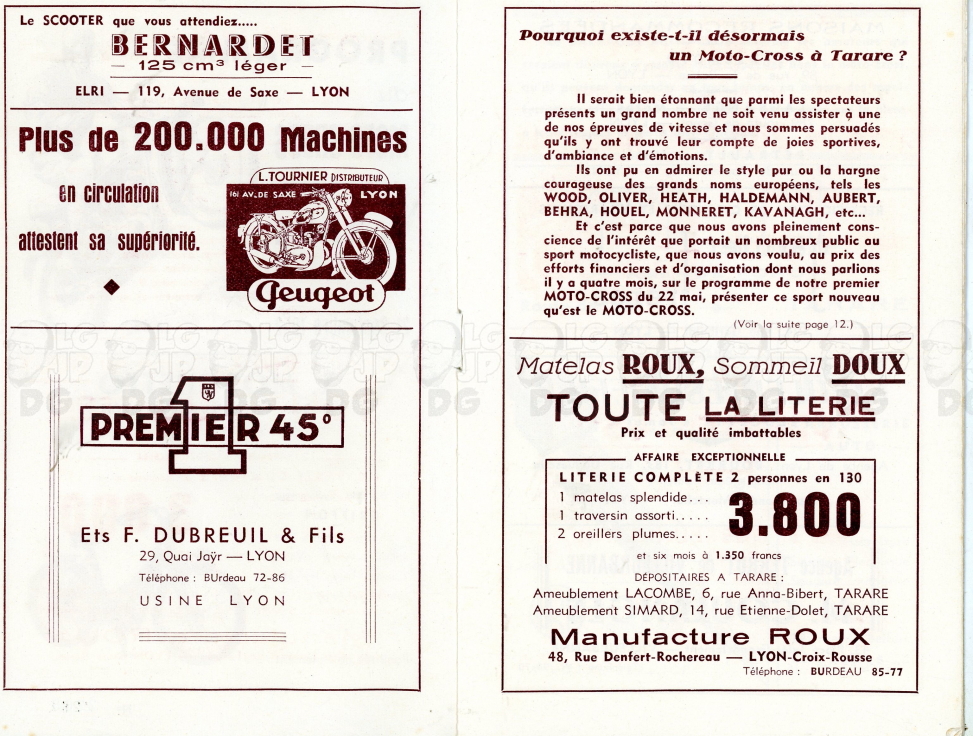 Le SCOOTER que vous attendiez.....
BERNARDET
— 125 cm³ léger —
ELRI — 119, Avenue de Saxe — LYON
Plus de 200.000 Machines
en circulation
attestent sa supériorité.
L. TOURNIER DISTRIBUTEUR
161 AV. DE SAXE LYON
Peugeot
1
PREMIER 45°
Ets F. DUBREUIL & Fils
29, Quai Jaÿr — LYON
Téléphone : BUrdeau 72-86
USINE LYON
Pourquoi existe-t-il désormais
un Moto-Cross à Tarare ?
Il serait bien étonnant que parmi les spectateurs
présents un grand nombre ne soit venu assister à une
de nos épreuves de vitesse et nous sommes persuadés
qu'ils y ont trouvé leur compte de joies sportives,
d'ambiance et d'émotions.
Ils ont pu en admirer le style pur ou la hargne
courageuse des grands noms européens, tels les
WOOD, OLIVER, HEATH, HALDEMANN, AUBERT,
BEHRA, HOUEL, MONNERET, KAVANAGH, etc...
Et c'est parce que nous avons pleinement cons-
cience de l'intérêt que portait un nombreux public au
sport motocycliste, que nous avons voulu, au prix des
efforts financiers et d'organisation dont nous parlions
il y a quatre mois, sur le programme de notre premier
MOTO-CROSS du 22 mai, présenter ce sport nouveau
qu'est le MOTO-CROSS.
(Voir la suite page 12.)
Matelas ROUX, Sommeil DOUX
TOUTE LA LITERIE
Prix et qualité imbattables
AFFAIRE EXCEPTIONNELLE
LITERIE COMPLÈTE 2 personnes en 130
1 matelas splendide...
1 traversin assorti.....
2 oreillers plumes.....
3.800
et six mois à 1.350 francs
DÉPOSITAIRES A TARARE :
Ameublement LACOMBE, 6, rue Anna-Bibert, TARARE
Ameublement SIMARD, 14, rue Etienne-Dolet, TARARE
Manufacture ROUX
48, Rue Denfert-Rochereau — LYON-Croix-Rousse
Téléphone : BURDEAU 85-77
LG
JP
DG